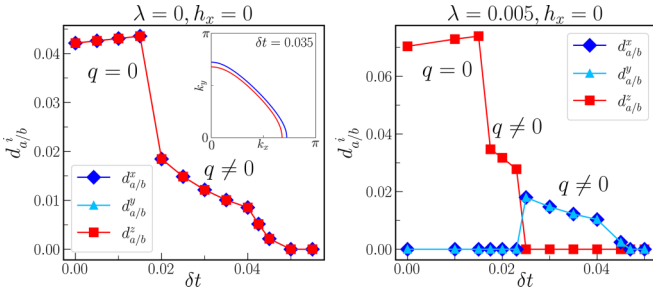 λ = 0, h_x = 0
d^i_{a/b}
0.04
0.03
0.02
0.01
0.00
q = 0
q ≠ 0
π
k_y
0
δt = 0.035
0
k_x
π
d^x_{a/b}
d^y_{a/b}
d^z_{a/b}
0.00
0.02
0.04
δt
λ = 0.005, h_x = 0
d^i_{a/b}
0.06
0.04
0.02
0.00
q = 0
q ≠ 0
q ≠ 0
d^x_{a/b}
d^y_{a/b}
d^z_{a/b}
0.00
0.02
0.04
δt